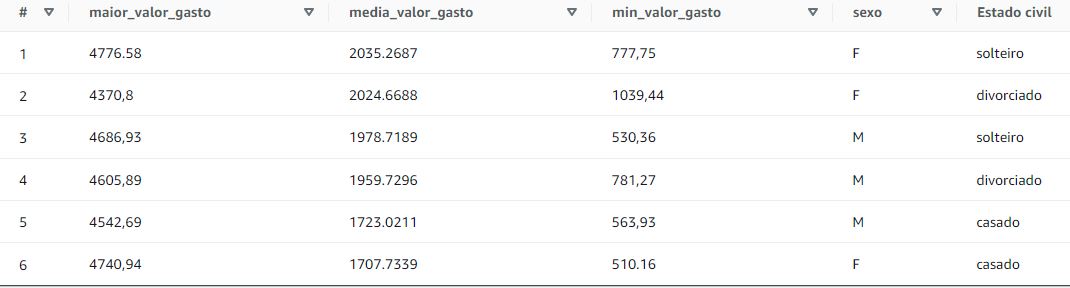 # maior_valor_gasto media_valor_gasto min_valor_gasto sexo Estado civil
1 4776.58 2035.2687 777,75 F solteiro
2 4370,8 2024.6688 1039,44 F divorciado
3 4686,93 1978.7189 530,36 M solteiro
4 4605,89 1959.7296 781,27 M divorciado
5 4542,69 1723.0211 563,93 M casado
6 4740,94 1707.7339 510.16 F casado